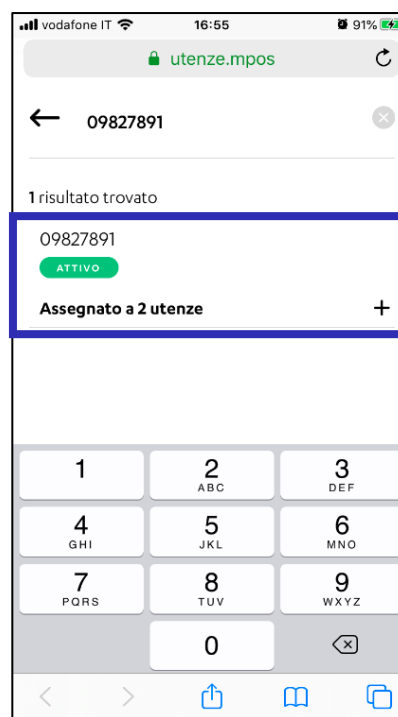 vodafone IT 16:55 91%
utenze.mpos
09827891
1 risultato trovato
09827891
ATTIVO
Assegnato a 2 utenze +
1 2 3
ABC DEF
4 5 6
GHI JKL MNO
7 8 9
PQRS TUV WXYZ
0